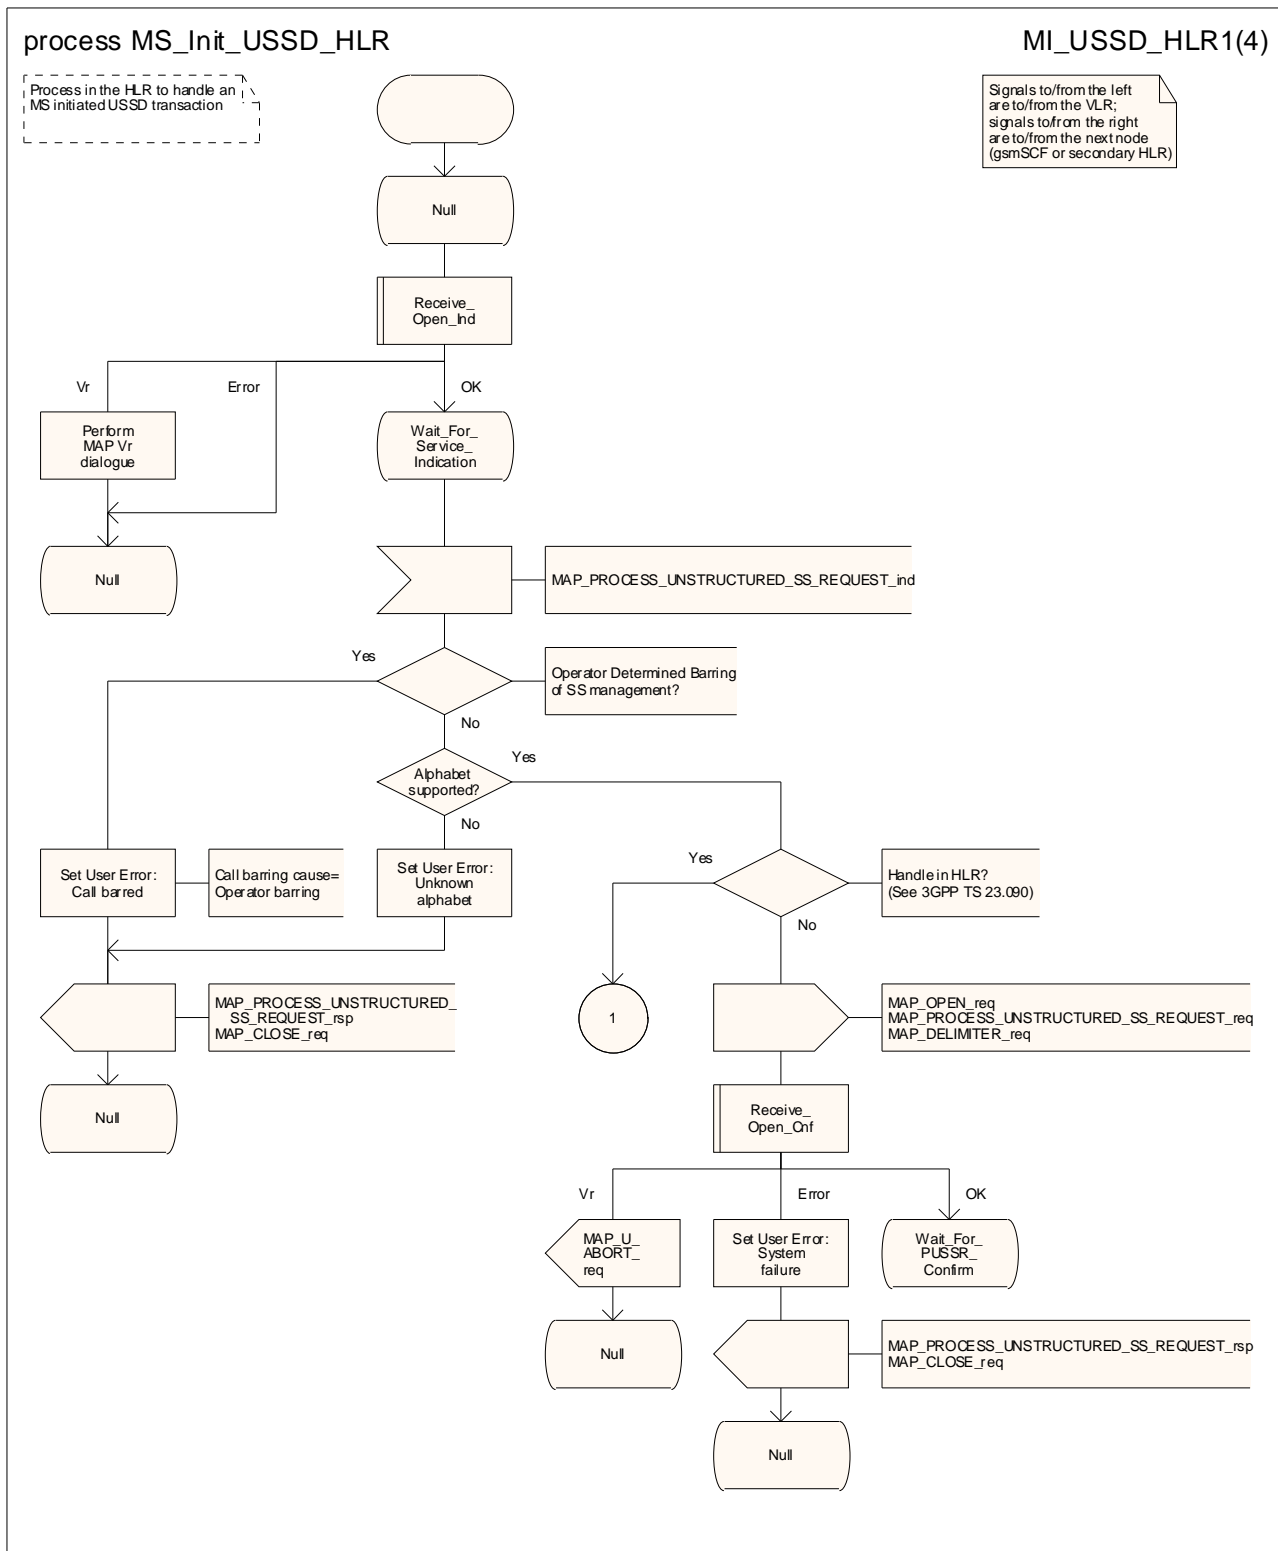 process MS_Init_USSD_HLR
MI_USSD_HLR1(4)
Process in the HLR to handle an
MS initiated USSD transaction
Signals to/from the left
are to/from the VLR;
signals to/from the right
are to/from the next node
(gsmSCF or secondary HLR)
Null
Receive_
Open_Ind
Vr
Error
OK
Perform
MAP Vr
dialogue
Wait_For_
Service_
Indication
Null
MAP_PROCESS_UNSTRUCTURED_SS_REQUEST_ind
Yes
Operator Determined Barring
of SS management?
No
Yes
Alphabet
supported?
No
Yes
Set User Error:
Call barred
Call barring cause=
Operator barring
Set User Error:
Unknown
alphabet
Handle in HLR?
(See 3GPP TS 23.090)
No
MAP_PROCESS_UNSTRUCTURED_
SS_REQUEST_rsp
MAP_CLOSE_req
1
MAP_OPEN_req
MAP_PROCESS_UNSTRUCTURED_SS_REQUEST_req
MAP_DELIMITER_req
Null
Receive_
Open_Cnf
Vr
Error
OK
MAP_U_
ABORT_
req
Set User Error:
System
failure
Wait_For_
PUSSR_
Confirm
Null
MAP_PROCESS_UNSTRUCTURED_SS_REQUEST_rsp
MAP_CLOSE_req
Null